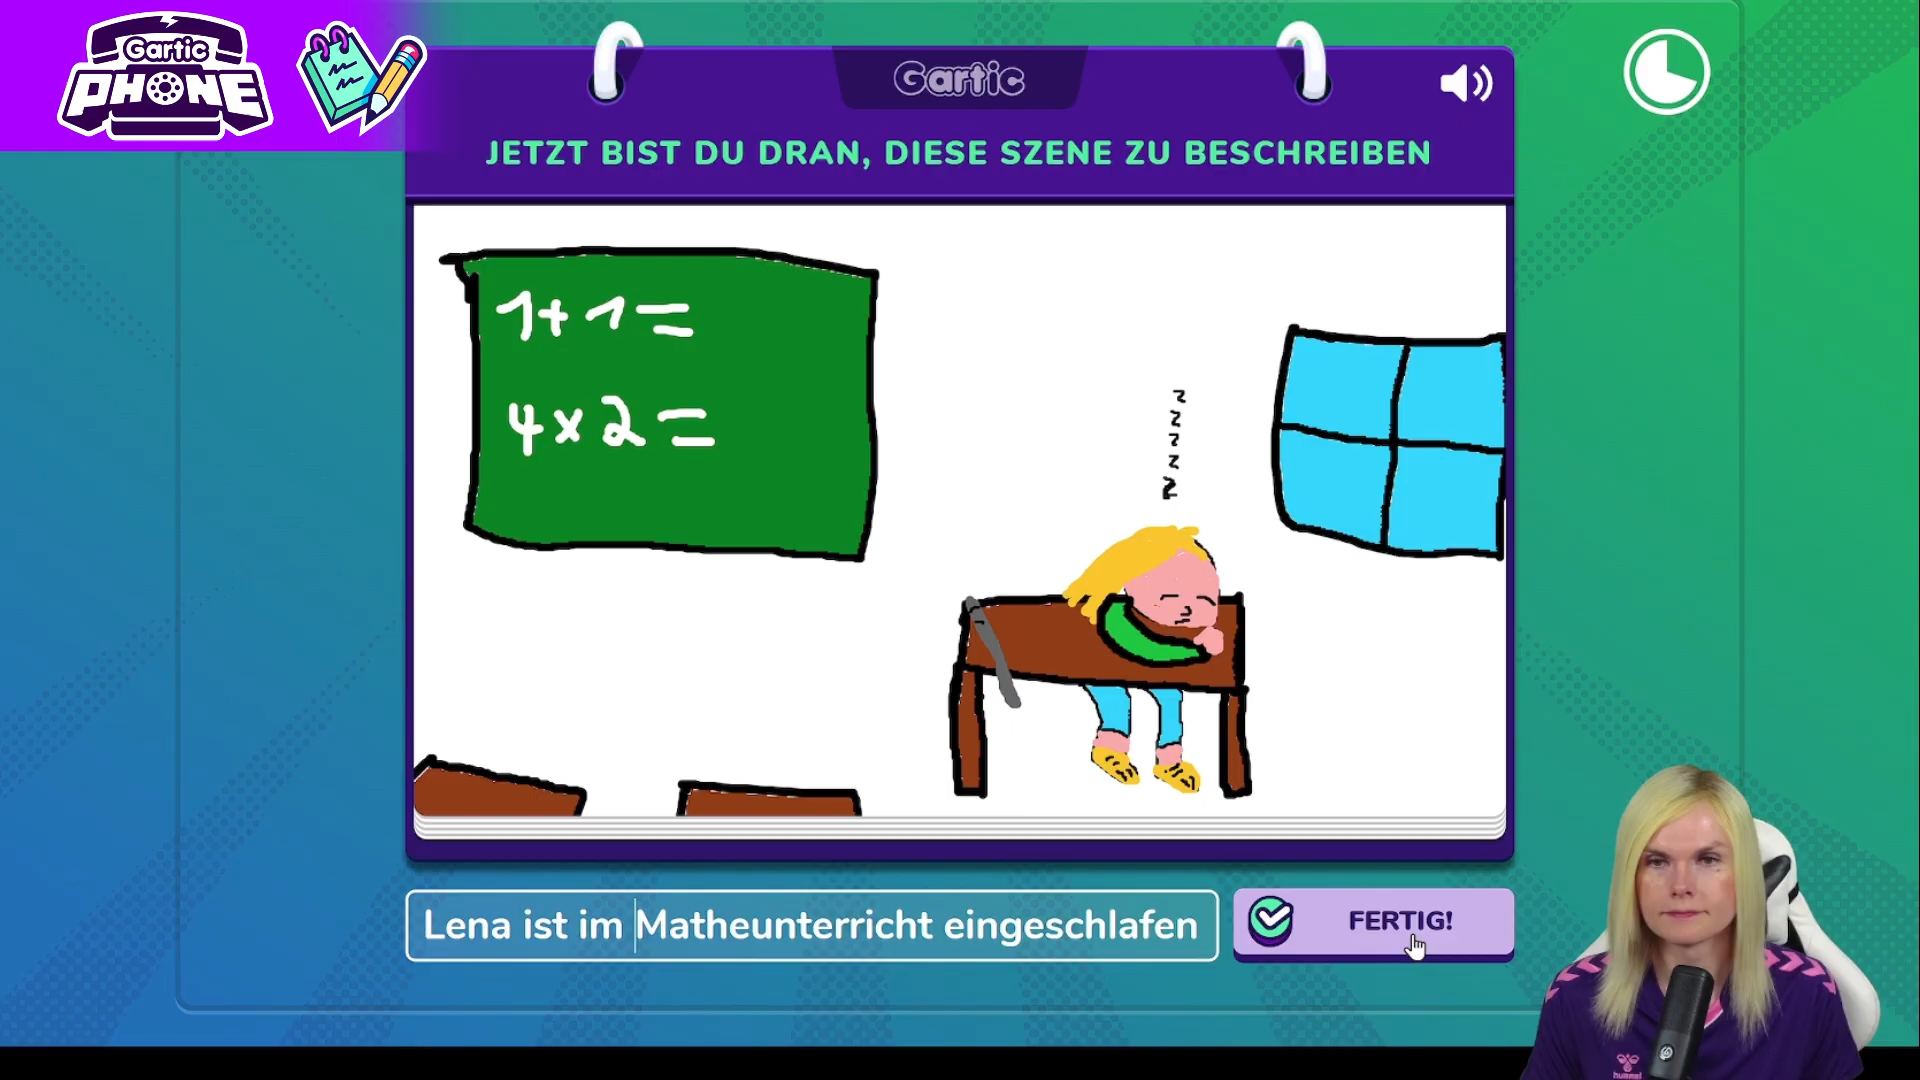 Gartic
PHONE
Gartic
JETZT BIST DU DRAN, DIESE SZENE ZU BESCHREIBEN
1+1=
4x2=
z
z
z
z
z
Lena ist im Matheunterricht eingeschlafen
FERTIG!
hummel